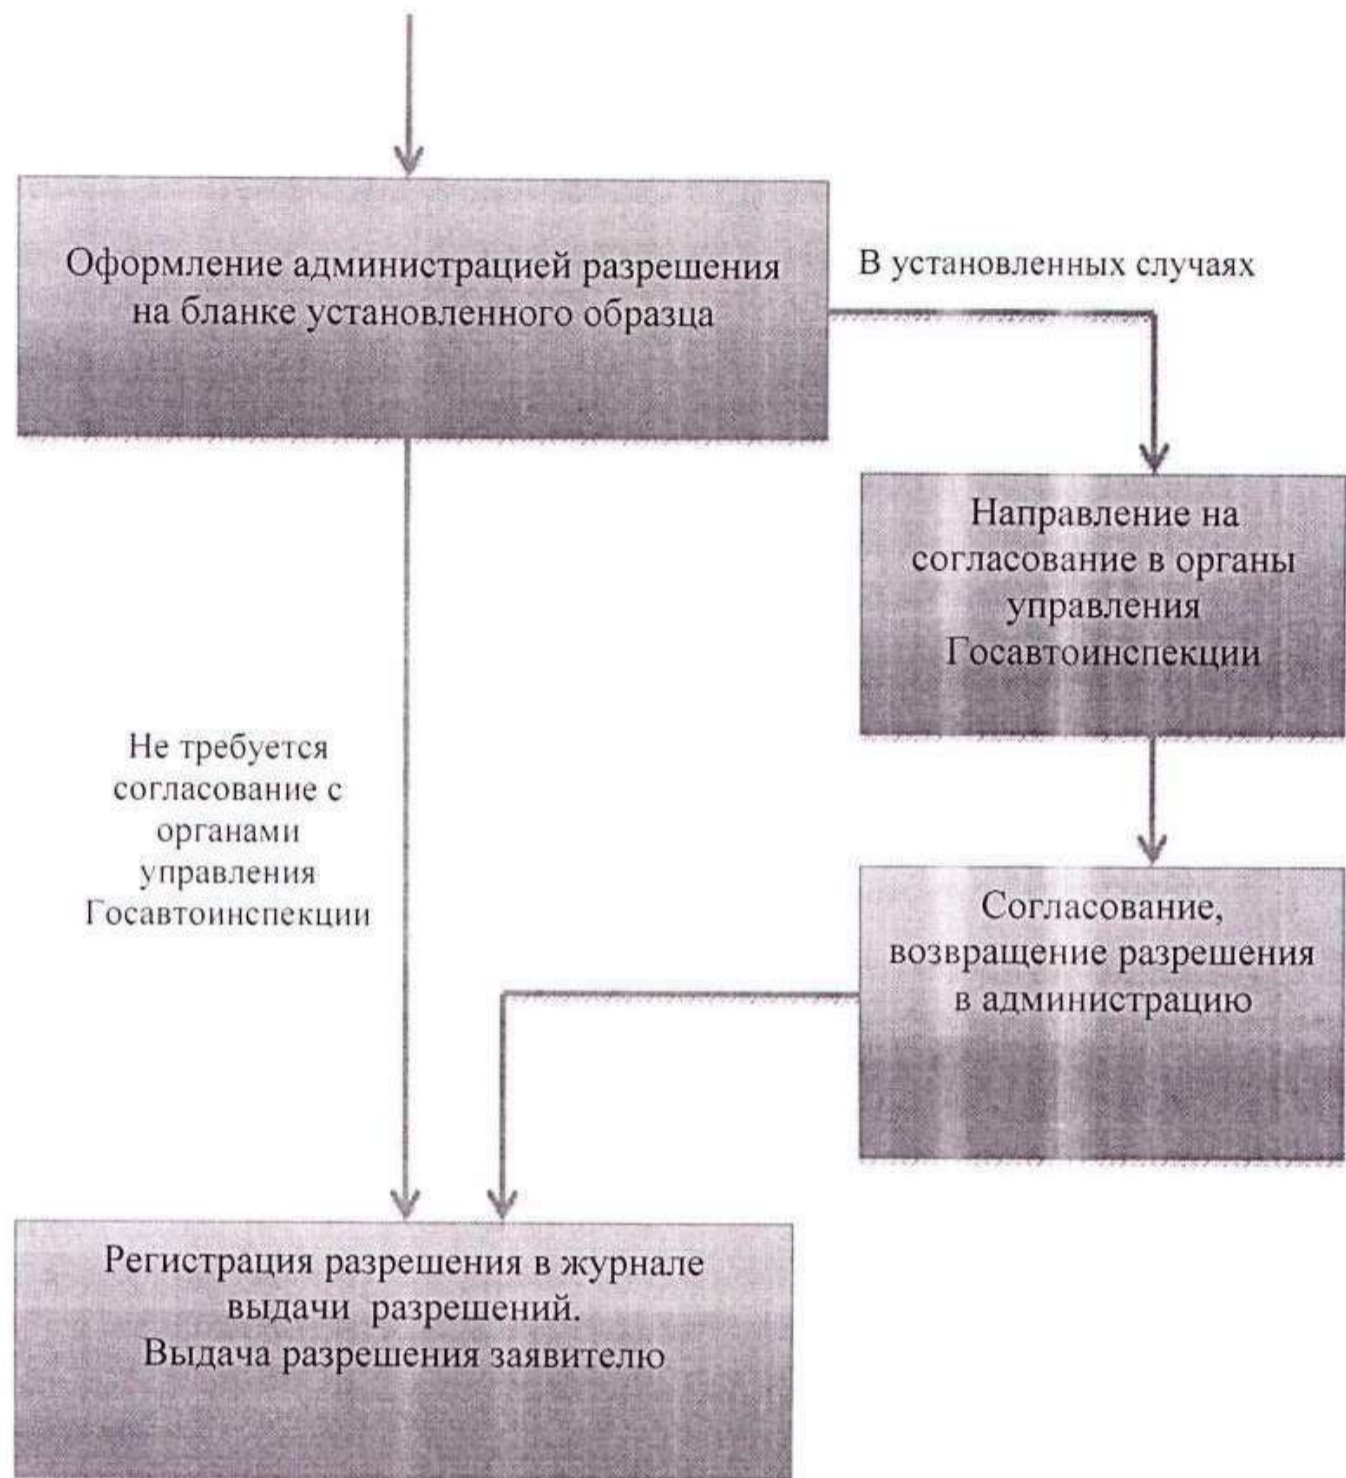 Оформление администрацией разрешения
на бланке установленного образца
В установленных случаях
Направление на
согласование в органы
управления
Госавтоинспекции
Не требуется
согласование с
органами
управления
Госавтоинспекции
Согласование,
возвращение разрешения
в администрацию
Регистрация разрешения в журнале
выдачи разрешений.
Выдача разрешения заявителю